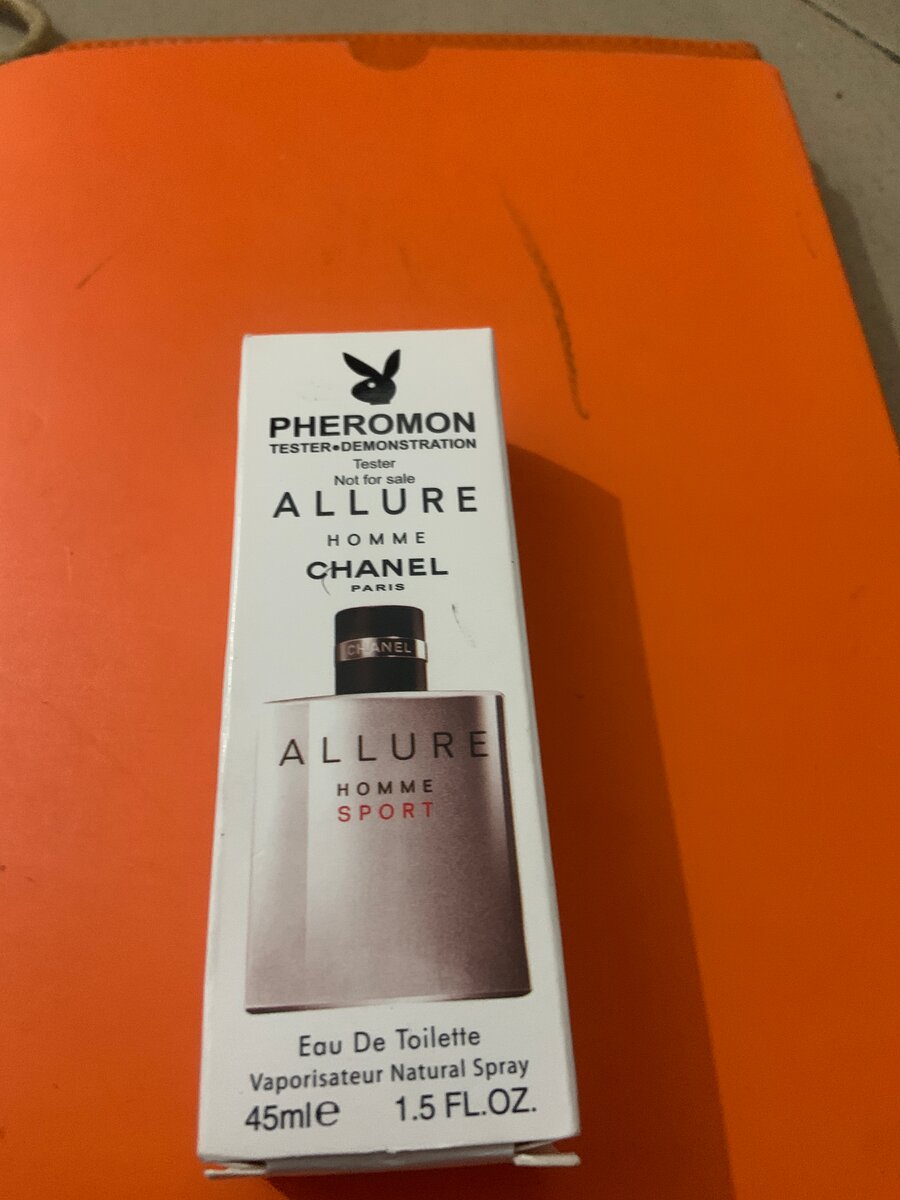 PHEROMON
TESTER•DEMONSTRATION
Tester
Not for sale
ALLURE
HOMME
CHANEL
PARIS
CHANEL
ALLURE
HOMME
SPORT
Eau De Toilette
Vaporisateur Natural Spray
45ml℮ 1.5 FL.OZ.